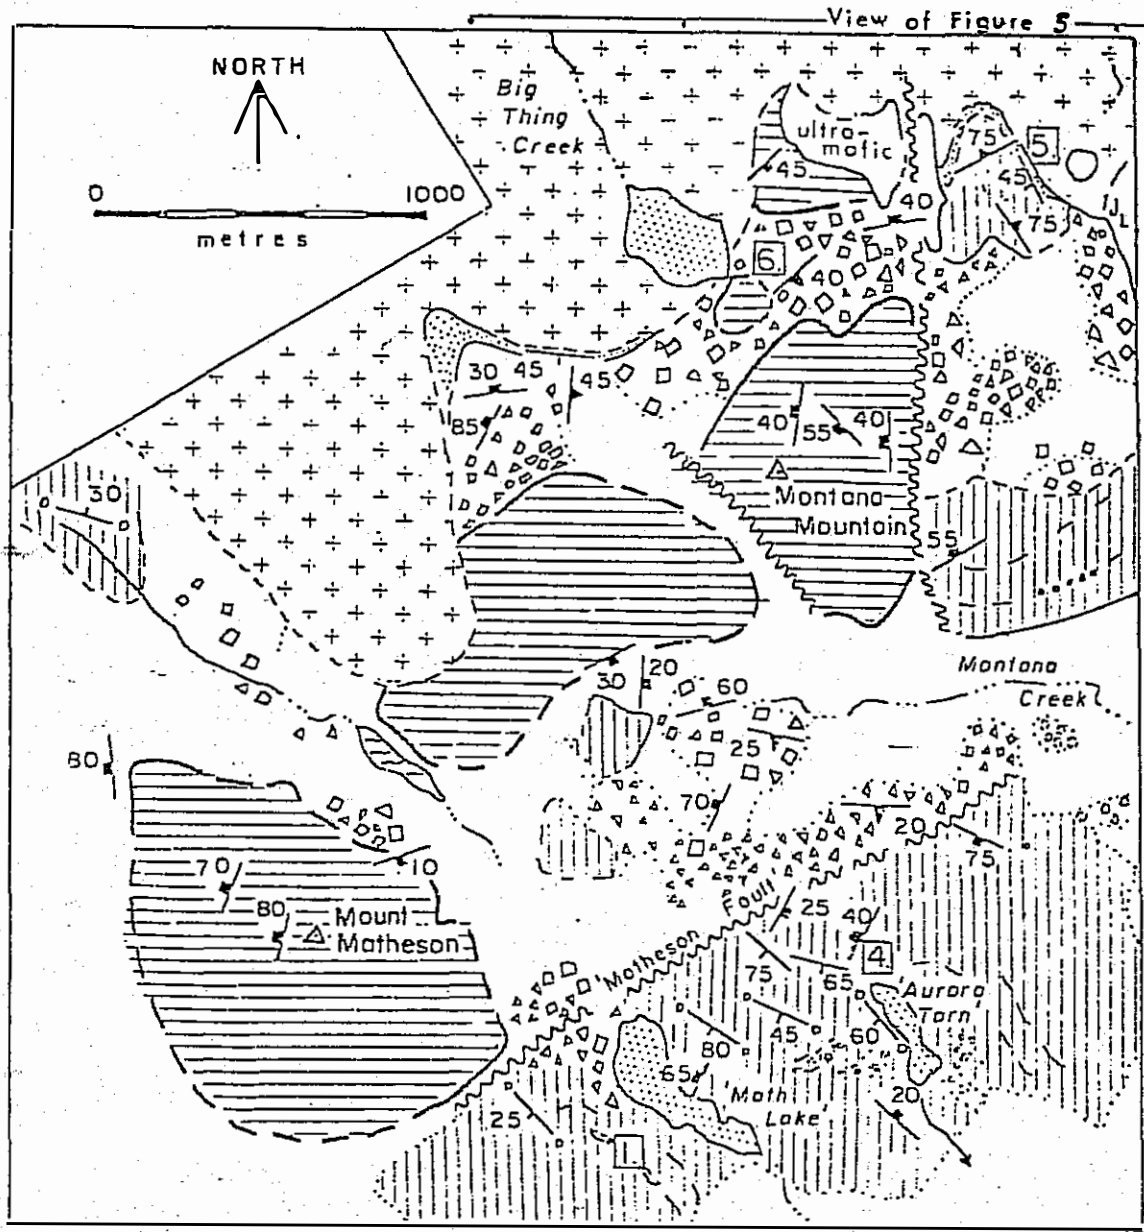 View of Figure 5
NORTH
Big
Thing
Creek
ultra-
mafic
75
5
45
45
0
1000
metres
40
75
6
40
30
45
45
85
40
55
40
Montana
Mountain
30
55
20
30
60
Montana
Creek
25
80
70
20
75
10
70
Fault
25
40
80
Mount
Matheson
'Matheson
4
75
65
'Aurora
Tarn'
45
60
80
65
'Moth
Lake'
20
25
1